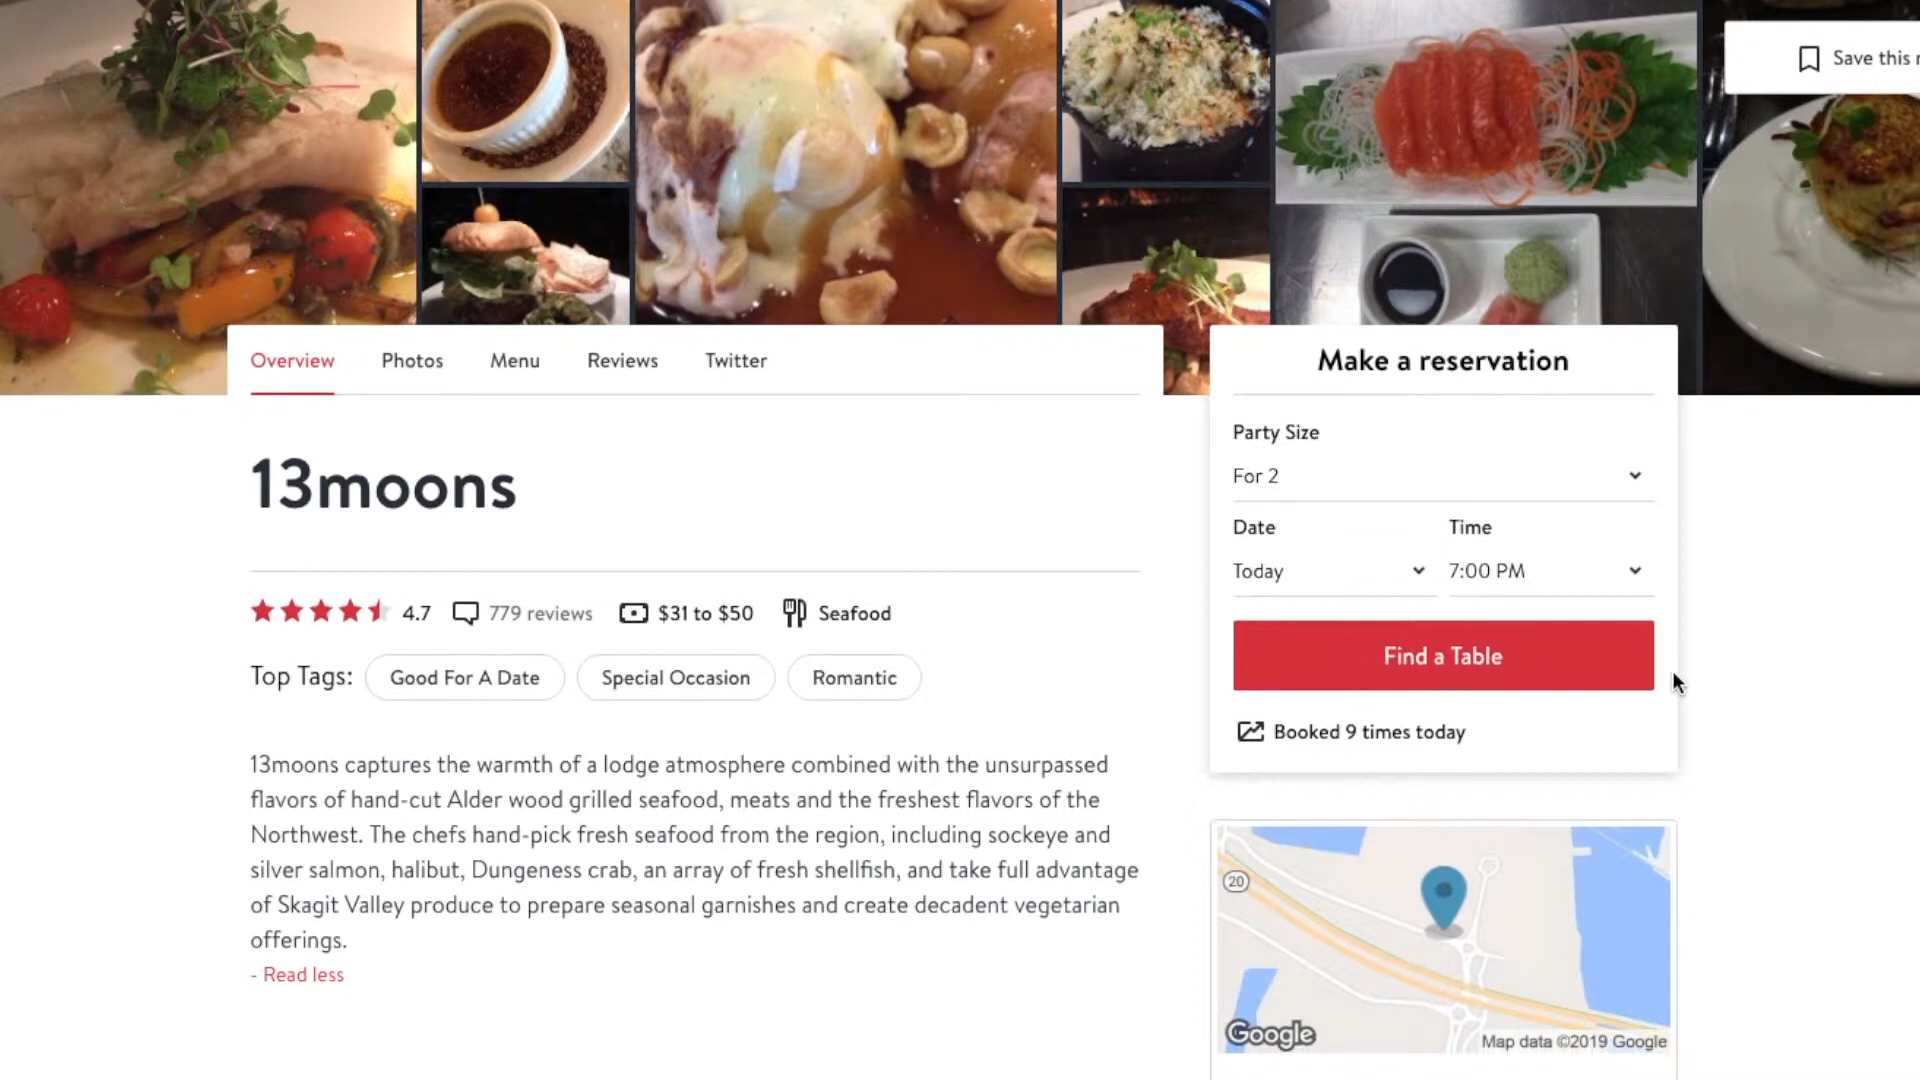 Save this r
Overview Photos Menu Reviews Twitter
13moons
4.7 779 reviews $31 to $50 Seafood
Top Tags: Good For A Date Special Occasion Romantic
13moons captures the warmth of a lodge atmosphere combined with the unsurpassed
flavors of hand-cut Alder wood grilled seafood, meats and the freshest flavors of the
Northwest. The chefs hand-pick fresh seafood from the region, including sockeye and
silver salmon, halibut, Dungeness crab, an array of fresh shellfish, and take full advantage
of Skagit Valley produce to prepare seasonal garnishes and create decadent vegetarian
offerings.
- Read less
Make a reservation
Party Size
For 2
Date Time
Today 7:00 PM
Find a Table
Booked 9 times today
20
Google
Map data ©2019 Google